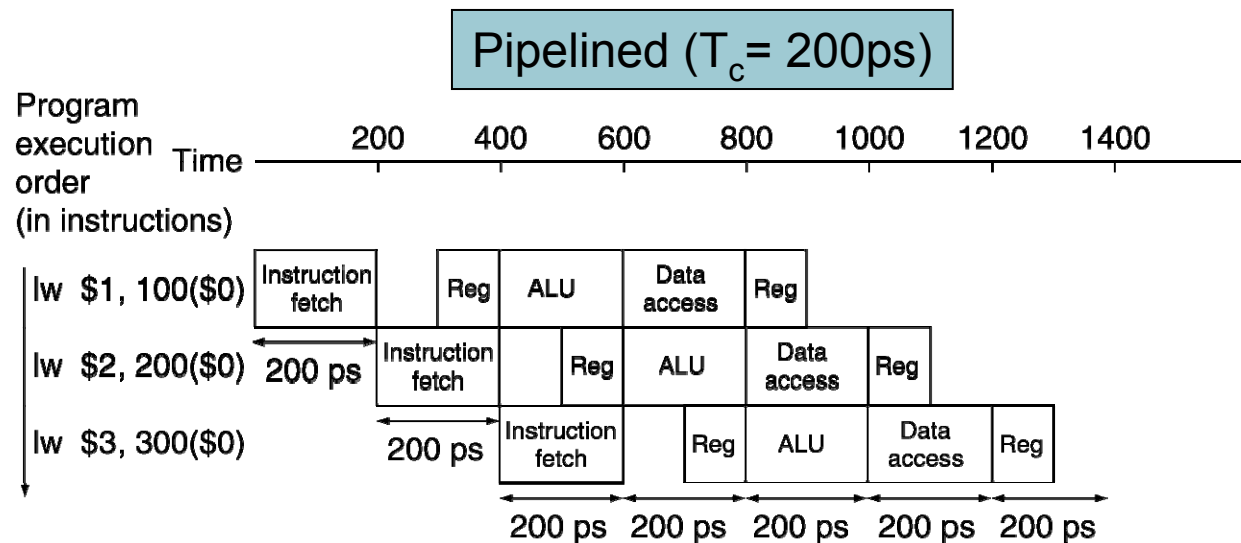 Pipelined (Tc= 200ps)
Program
execution
order
(in instructions)
Time
200 400 600 800 1000 1200 1400
lw $1, 100($0)
Instruction
fetch
Reg
ALU
Data
access
Reg
lw $2, 200($0)
200 ps
Instruction
fetch
Reg
ALU
Data
access
Reg
lw $3, 300($0)
200 ps
Instruction
fetch
Reg
ALU
Data
access
Reg
200 ps 200 ps 200 ps 200 ps 200 ps